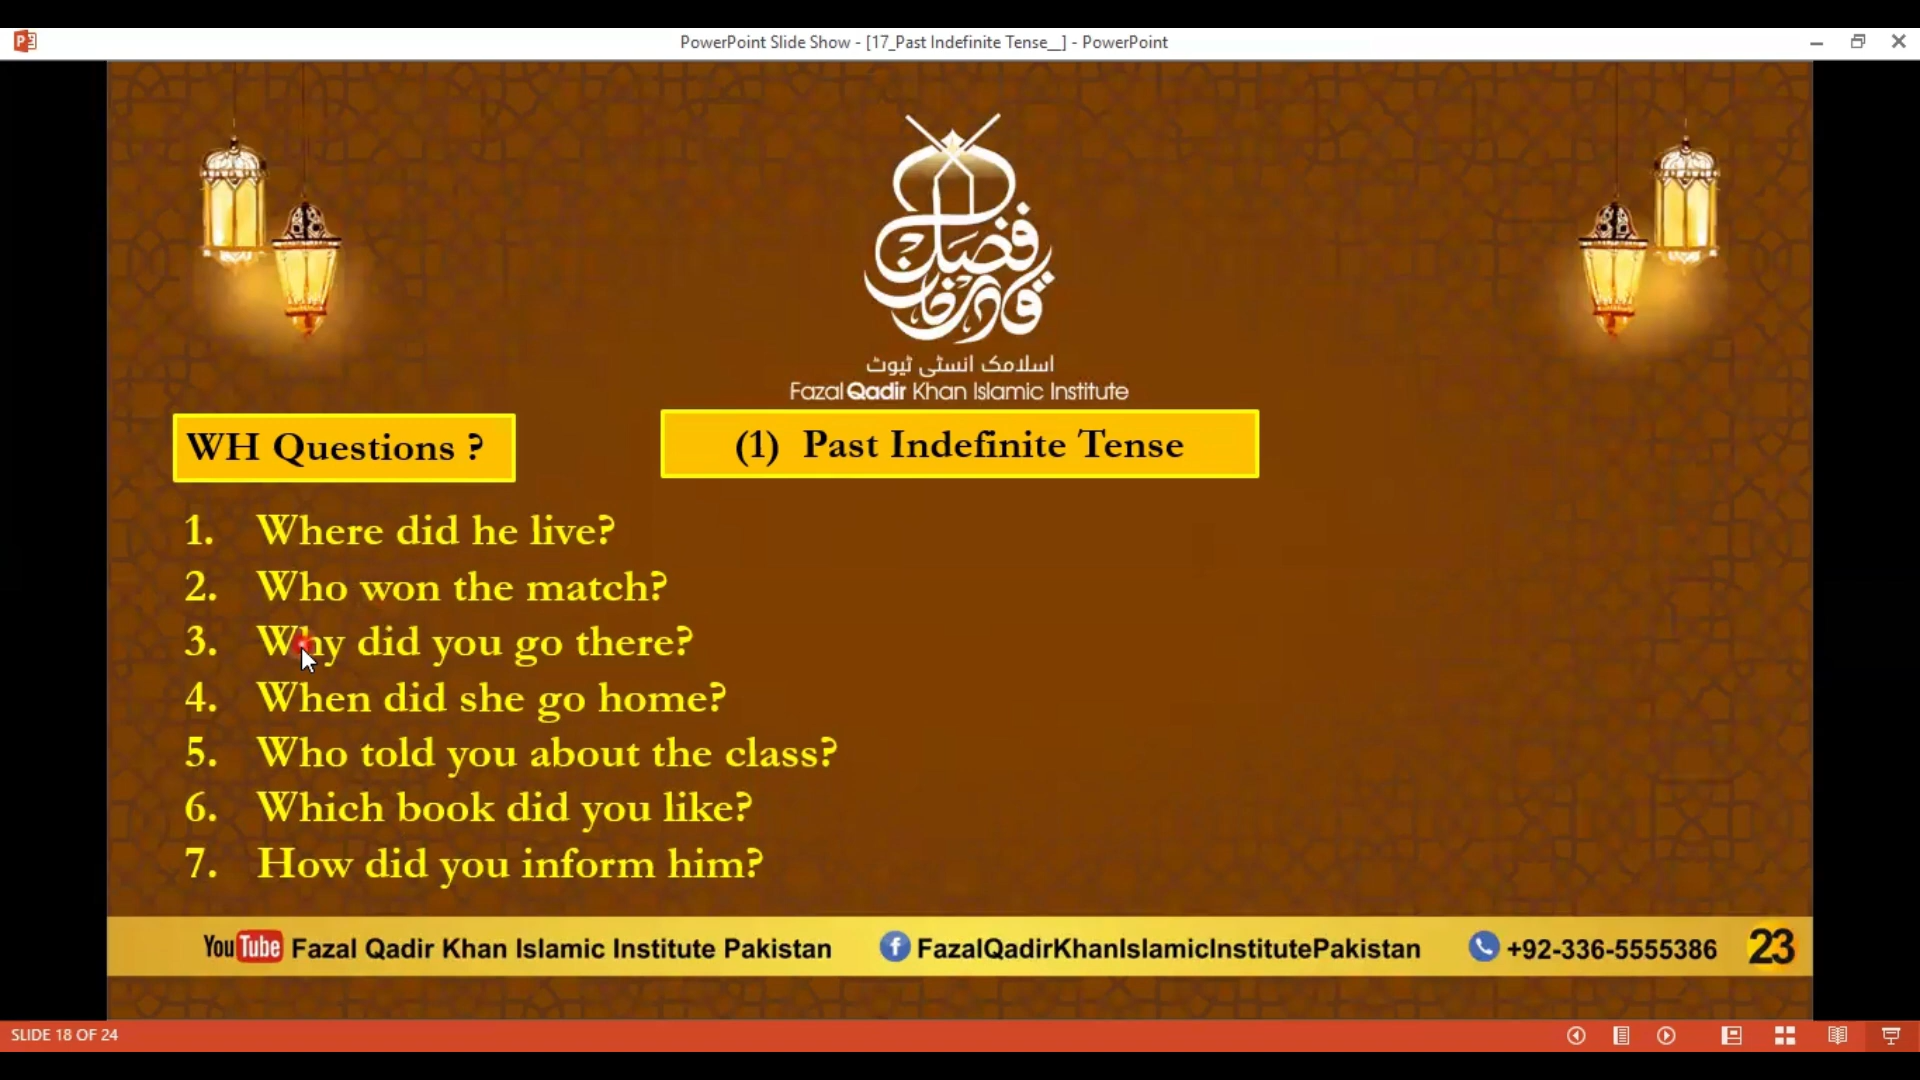 PowerPoint Slide Show - [17_Past Indefinite Tense__] - PowerPoint
فضل
قادر خان
اسلامک انسٹی ٹیوٹ
Fazal Qadir Khan Islamic Institute
WH Questions ?
(1) Past Indefinite Tense
1. Where did he live?
2. Who won the match?
3. Why did you go there?
4. When did she go home?
5. Who told you about the class?
6. Which book did you like?
7. How did you inform him?
YouTube Fazal Qadir Khan Islamic Institute Pakistan
FazalQadirKhanIslamicInstitutePakistan
+92-336-5555386
23
SLIDE 18 OF 24